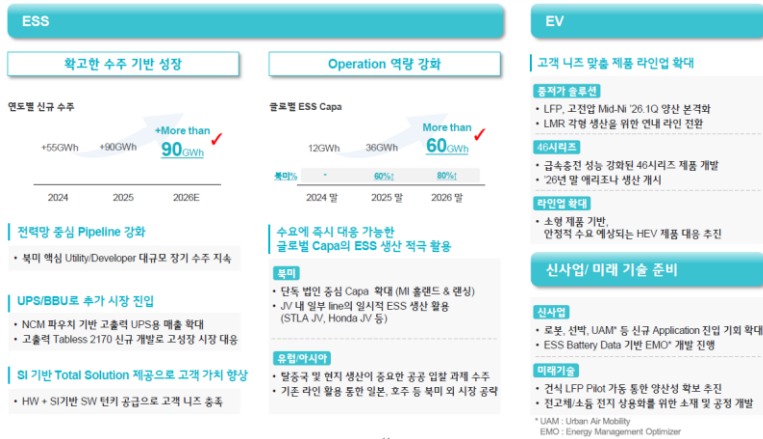 ESS
확고한 수주 기반 성장
연도별 신규 수주
+55GWh
+90GWh
+More than
90GWh
2024
2025
2026E
전력망 중심 Pipeline 강화
• 북미 핵심 Utility/Developer 대규모 장기 수주 지속
UPS/BBU로 추가 시장 진입
• NCM 파우치 기반 고출력 UPS용 매출 확대
• 고출력 Tabless 2170 신규 개발로 고성장 시장 대응
SI 기반 Total Solution 제공으로 고객 가치 향상
• HW + SI기반 SW 턴키 공급으로 고객 니즈 충족
Operation 역량 강화
글로벌 ESS Capa
12GWh
36GWh
More than
60GWh
북미%
-
60%↑
80%↑
2024 말
2025 말
2026 말
수요에 즉시 대응 가능한
글로벌 Capa의 ESS 생산 적극 활용
북미
• 단독 법인 중심 Capa 확대 (MI 홀랜드 & 랜싱)
• JV 내 일부 line의 일시적 ESS 생산 활용
(STLA JV, Honda JV 등)
유럽/아시아
• 탈중국 및 현지 생산이 중요한 공공 입찰 과제 수주
• 기존 라인 활용 통한 일본, 호주 등 북미 외 시장 공략
EV
고객 니즈 맞춤 제품 라인업 확대
중저가 솔루션
• LFP, 고전압 Mid-Ni '26.1Q 양산 본격화
• LMR 각형 생산을 위한 연내 라인 전환
46시리즈
• 급속충전 성능 강화된 46시리즈 제품 개발
• '26년 말 애리조나 생산 개시
라인업 확대
• 소형 제품 기반,
안정적 수요 예상되는 HEV 제품 대응 추진
신사업/ 미래 기술 준비
신사업
• 로봇, 선박, UAM* 등 신규 Application 진입 기회 확대
• ESS Battery Data 기반 EMO* 개발 진행
미래기술
• 건식 LFP Pilot 가동 통한 양산성 확보 추진
• 전고체/소듐 전지 상용화를 위한 소재 및 공정 개발
* UAM : Urban Air Mobility
EMO : Energy Management Optimizer